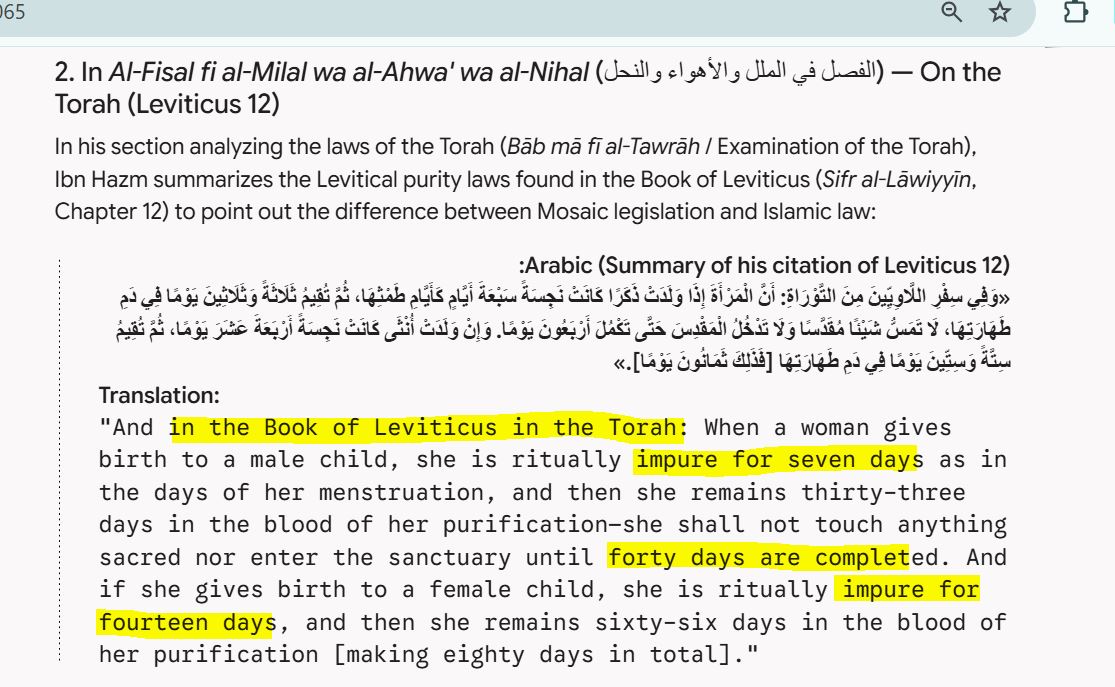 065
2. In Al-Fisal fi al-Milal wa al-Ahwa' wa al-Nihal (الفصل في الملل والأهواء والنحل) — On the
Torah (Leviticus 12)
In his section analyzing the laws of the Torah (Bāb mā fī al-Tawrāh / Examination of the Torah),
Ibn Hazm summarizes the Levitical purity laws found in the Book of Leviticus (Sifr al-Lāwiyyīn,
Chapter 12) to point out the difference between Mosaic legislation and Islamic law:
:Arabic (Summary of his citation of Leviticus 12)
«وَفِي سِفْرِ اللَّاوِيِّينَ مِنَ التَّوْرَاةِ: أَنَّ الْمَرْأَةَ إِذَا وَلَدَتْ ذَكَرًا كَانَتْ نَجِسَةً سَبْعَةَ أَيَّامٍ كَأَيَّامِ طَمْثِهَا، ثُمَّ تُقِيمُ ثَلَاثَةً وَثَلَاثِينَ يَوْمًا فِي دَمِ
طَهَارَتِهَا، لَا تَمَسُّ شَيْئًا مُقَدَّسًا وَلَا تَدْخُلُ الْمَقْدِسَ حَتَّى تَكْمُلَ أَرْبَعُونَ يَوْمًا. وَإِنْ وَلَدَتْ أُنْثَى كَانَتْ نَجِسَةً أَرْبَعَةَ عَشَرَ يَوْمًا، ثُمَّ تُقِيمُ
سِتَّةً وَسِتِّينَ يَوْمًا فِي دَمِ طَهَارَتِهَا [فَذَلِكَ ثَمَانُونَ يَوْمًا].»
Translation:
"And in the Book of Leviticus in the Torah: When a woman gives
birth to a male child, she is ritually impure for seven days as in
the days of her menstruation, and then she remains thirty-three
days in the blood of her purification—she shall not touch anything
sacred nor enter the sanctuary until forty days are completed. And
if she gives birth to a female child, she is ritually impure for
fourteen days, and then she remains sixty-six days in the blood of
her purification [making eighty days in total]."